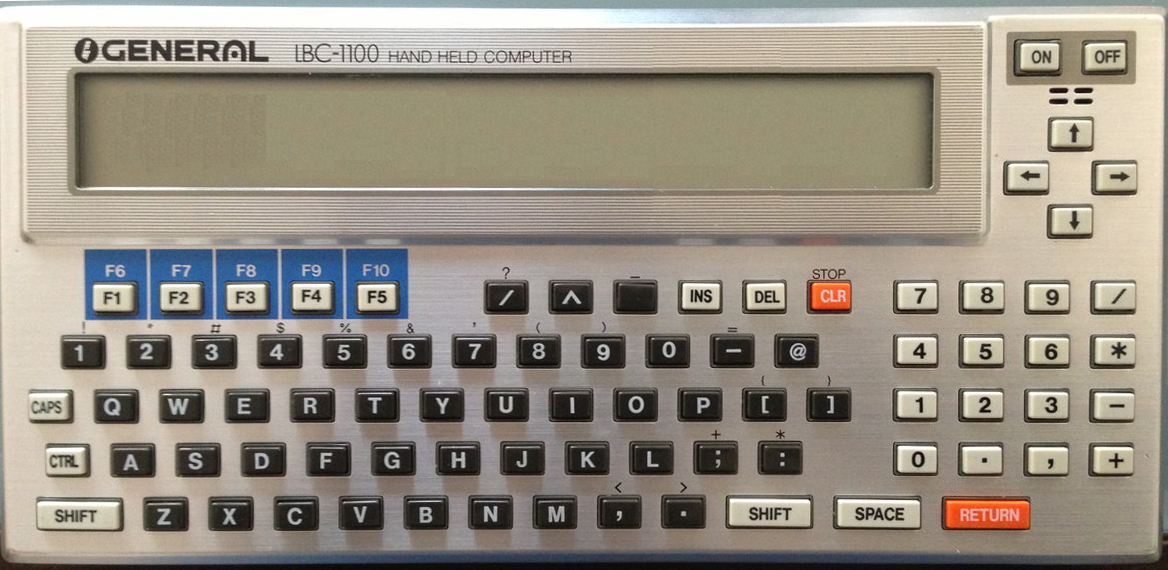 GENERAL LBC-1100 HAND HELD COMPUTER
ON OFF
↑
← →
↓
F6 F7 F8 F9 F10
F1 F2 F3 F4 F5
? _ STOP
/ ^ INS DEL CLR 7 8 9 /
! " # $ % & ' ( ) =
1 2 3 4 5 6 7 8 9 0 - @ 4 5 6 *
{ }
CAPS Q W E R T Y U I O P [ ] 1 2 3 -
+ *
CTRL A S D F G H J K L ; : 0 . , +
< >
SHIFT Z X C V B N M , . SHIFT SPACE RETURN